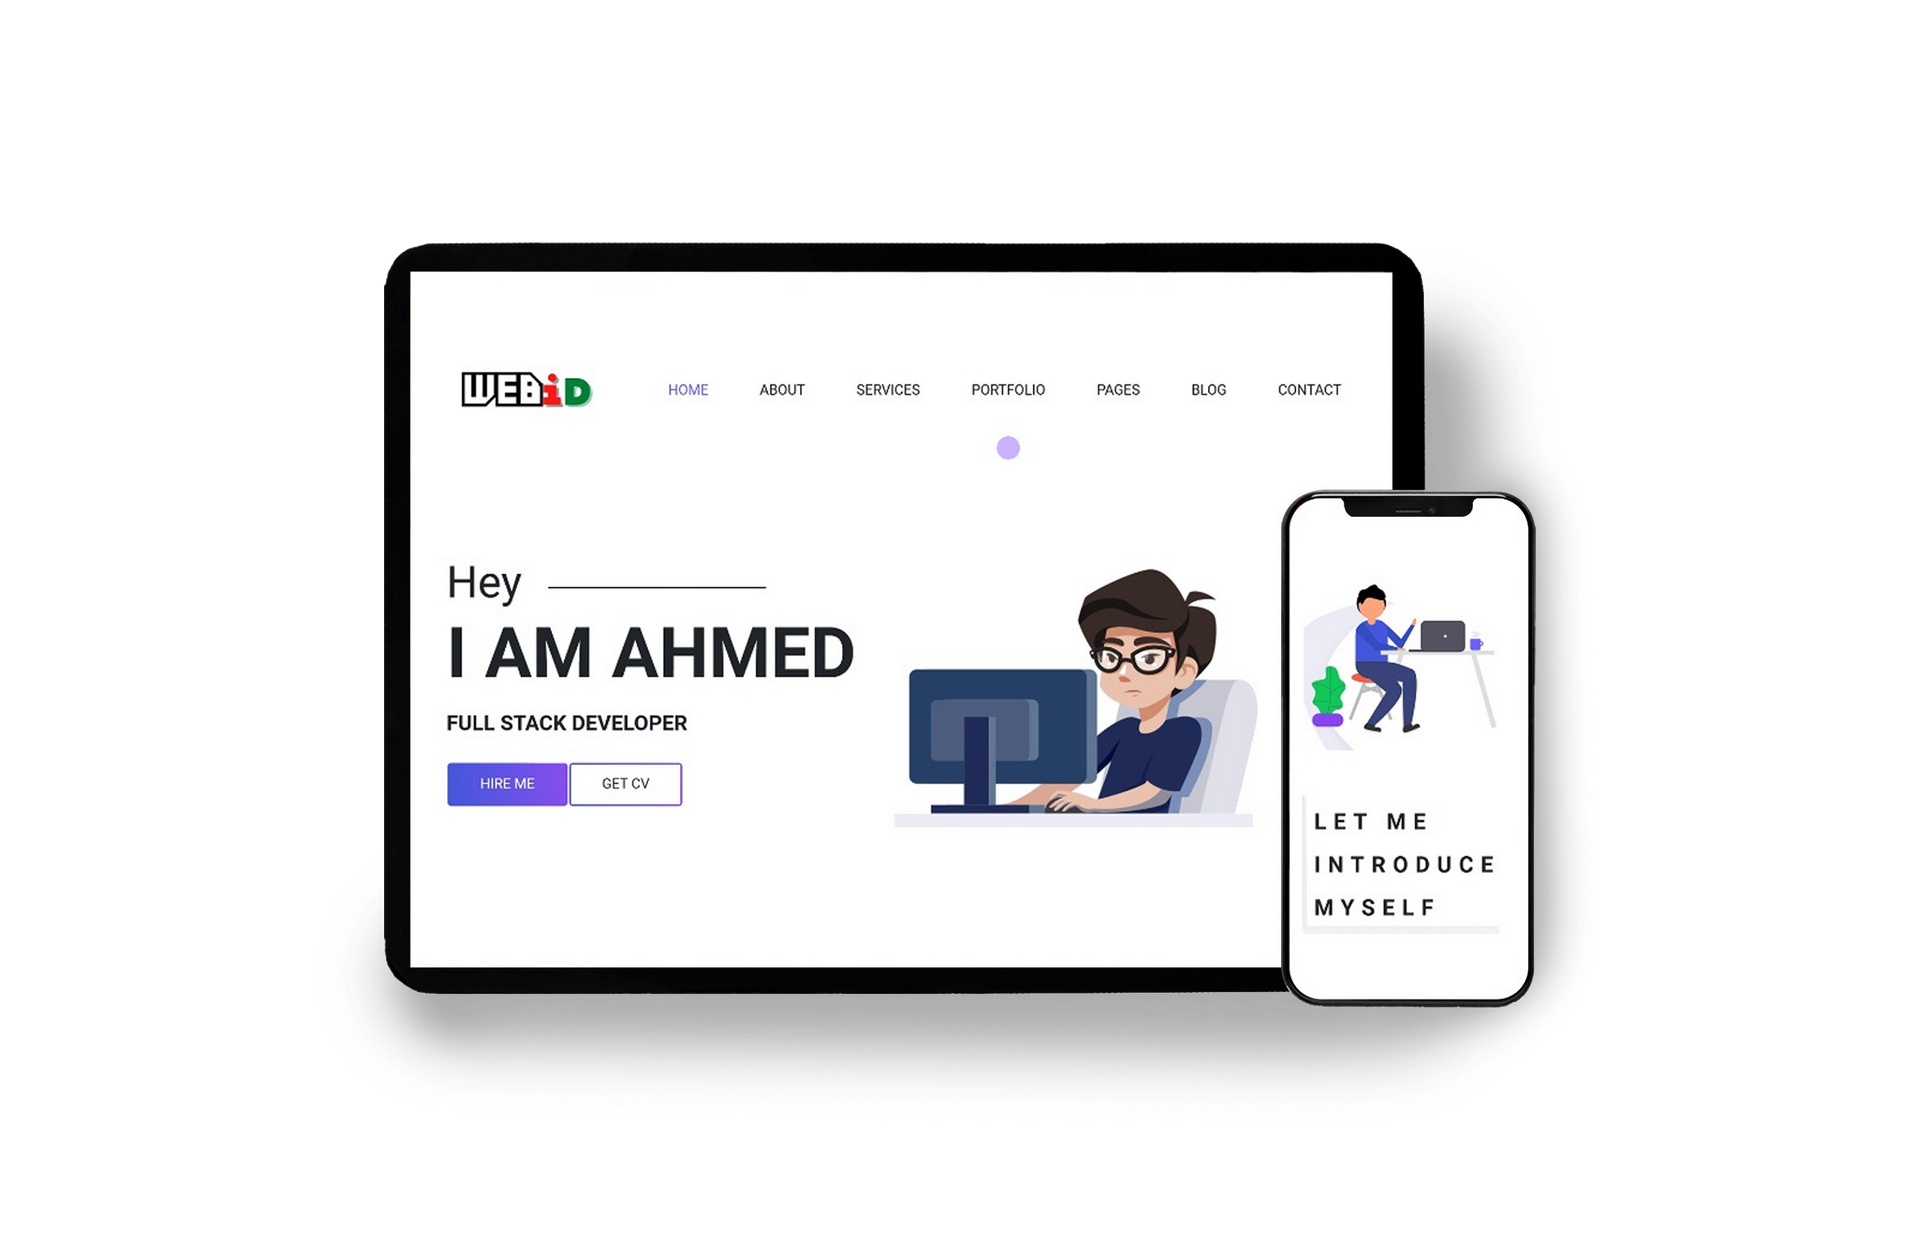 WEBiD
HOME ABOUT SERVICES PORTFOLIO PAGES BLOG CONTACT
Hey
I AM AHMED
FULL STACK DEVELOPER
HIRE ME GET CV
LET ME
INTRODUCE
MYSELF